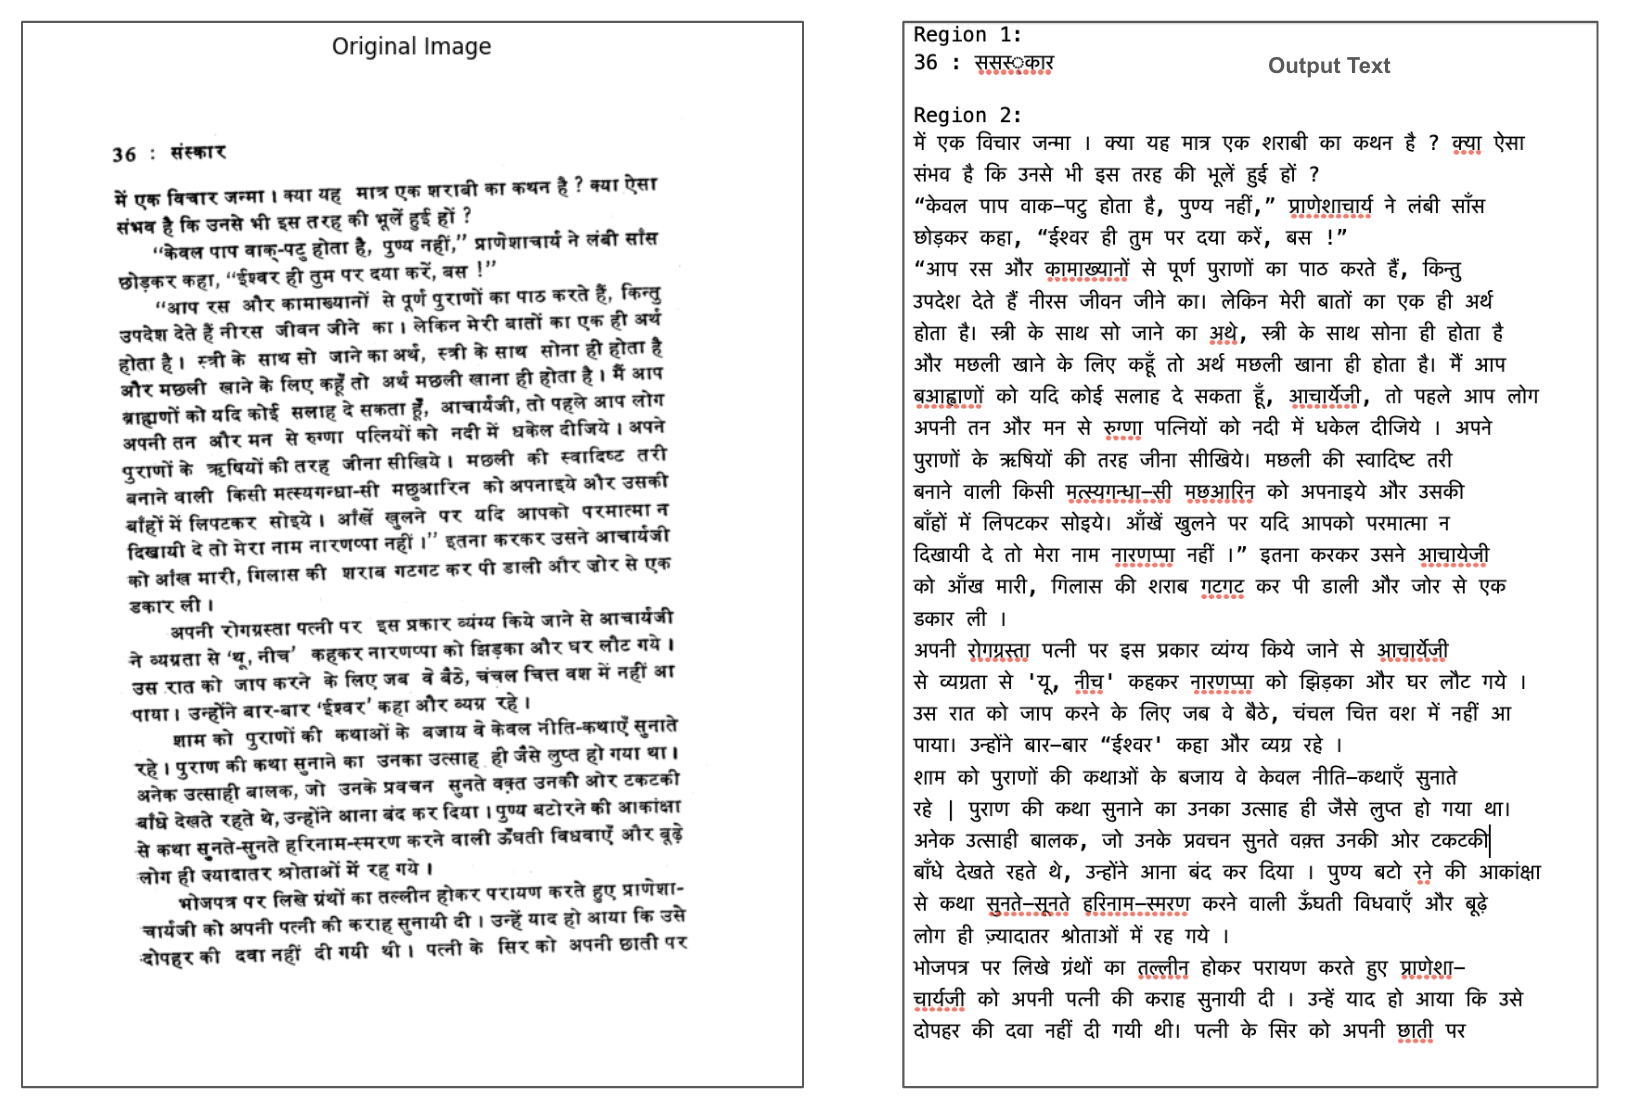 Original Image
36 : संस्कार
में एक विचार जन्मा । क्या यह मात्र एक शराबी का कथन है ? क्या ऐसा
संभव है कि उनसे भी इस तरह की भूलें हुई हों ?
“केवल पाप वाक्-पटु होता है, पुण्य नहीं,” प्राणेशाचार्य ने लंबी साँस
छोड़कर कहा, “ईश्वर ही तुम पर दया करें, बस !”
“आप रस और कामाख्यानों से पूर्ण पुराणों का पाठ करते हैं, किन्तु
उपदेश देते हैं नीरस जीवन जीने का । लेकिन मेरी बातों का एक ही अर्थ
होता है । स्त्री के साथ सो जाने का अर्थ, स्त्री के साथ सोना ही होता है
और मछली खाने के लिए कहूँ तो अर्थ मछली खाना ही होता है । मैं आप
ब्राह्मणों को यदि कोई सलाह दे सकता हूँ, आचार्यजी, तो पहले आप लोग
अपनी तन और मन से रुग्णा पत्नियों को नदी में धकेल दीजिये । अपने
पुराणों के ऋषियों की तरह जीना सीखिये । मछली की स्वादिष्ट तरी
बनाने वाली किसी मत्स्यगन्धा-सी मछुआरिन को अपनाइये और उसकी
बाँहों में लिपटकर सोइये । आँखें खुलने पर यदि आपको परमात्मा न
दिखायी दे तो मेरा नाम नारणप्पा नहीं ।” इतना करकर उसने आचार्यजी
को आँख मारी, गिलास की शराब गटगट कर पी डाली और ज़ोर से एक
डकार ली ।
अपनी रोगग्रस्ता पत्नी पर इस प्रकार व्यंग्य किये जाने से आचार्यजी
ने व्यग्रता से ‘थू, नीच’ कहकर नारणप्पा को झिड़का और घर लौट गये ।
उस रात को जाप करने के लिए जब वे बैठे, चंचल चित्त वश में नहीं आ
पाया । उन्होंने बार-बार ‘ईश्वर’ कहा और व्यग्र रहे ।
शाम को पुराणों की कथाओं के बजाय वे केवल नीति-कथाएँ सुनाते
रहे । पुराण की कथा सुनाने का उनका उत्साह ही जैसे लुप्त हो गया था ।
अनेक उत्साही बालक, जो उनके प्रवचन सुनते वक़्त उनकी ओर टकटकी
बाँधे देखते रहते थे, उन्होंने आना बंद कर दिया । पुण्य बटोरने की आकांक्षा
से कथा सुनते-सुनते हरिनाम-स्मरण करने वाली ऊँघती विधवाएँ और बूढ़े
लोग ही ज़्यादातर श्रोताओं में रह गये ।
भोजपत्र पर लिखे ग्रंथों का तल्लीन होकर परायण करते हुए प्राणेशा-
चार्यजी को अपनी पत्नी की कराह सुनायी दी । उन्हें याद हो आया कि उसे
दोपहर की दवा नहीं दी गयी थी । पत्नी के सिर को अपनी छाती पर
Region 1:
36 : ससस्कार
Output Text
Region 2:
में एक विचार जन्मा । क्या यह मात्र एक शराबी का कथन है ? क्या ऐसा
संभव है कि उनसे भी इस तरह की भूलें हुई हों ?
“केवल पाप वाक–पटु होता है, पुण्य नहीं,” प्राणेशाचार्य ने लंबी साँस
छोड़कर कहा, “ईश्वर ही तुम पर दया करें, बस !”
“आप रस और कामाख्यानों से पूर्ण पुराणों का पाठ करते हैं, किन्तु
उपदेश देते हैं नीरस जीवन जीने का। लेकिन मेरी बातों का एक ही अर्थ
होता है। स्त्री के साथ सो जाने का अथे, स्त्री के साथ सोना ही होता है
और मछली खाने के लिए कहूँ तो अर्थ मछली खाना ही होता है। मैं आप
बआह्वाणों को यदि कोई सलाह दे सकता हूँ, आचार्येजी, तो पहले आप लोग
अपनी तन और मन से रुग्णा पत्नियों को नदी में धकेल दीजिये । अपने
पुराणों के ऋषियों की तरह जीना सीखिये। मछली की स्वादिष्ट तरी
बनाने वाली किसी मत्स्यगन्धा–सी मछआरिन को अपनाइये और उसकी
बाँहों में लिपटकर सोइये। आँखें खुलने पर यदि आपको परमात्मा न
दिखायी दे तो मेरा नाम नारणप्पा नहीं ।” इतना करकर उसने आचायेजी
को आँख मारी, गिलास की शराब गटगट कर पी डाली और जोर से एक
डकार ली ।
अपनी रोगग्रस्ता पत्नी पर इस प्रकार व्यंग्य किये जाने से आचार्येजी
से व्यग्रता से 'यू, नीच' कहकर नारणप्पा को झिड़का और घर लौट गये ।
उस रात को जाप करने के लिए जब वे बैठे, चंचल चित्त वश में नहीं आ
पाया। उन्होंने बार–बार “ईश्वर' कहा और व्यग्र रहे ।
शाम को पुराणों की कथाओं के बजाय वे केवल नीति–कथाएँ सुनाते
रहे | पुराण की कथा सुनाने का उनका उत्साह ही जैसे लुप्त हो गया था।
अनेक उत्साही बालक, जो उनके प्रवचन सुनते वक़्त उनकी ओर टकटकी
बाँधे देखते रहते थे, उन्होंने आना बंद कर दिया । पुण्य बटो रने की आकांक्षा
से कथा सुनते–सूनते हरिनाम–स्मरण करने वाली ऊँघती विधवाएँ और बूढ़े
लोग ही ज़्यादातर श्रोताओं में रह गये ।
भोजपत्र पर लिखे ग्रंथों का तल्लीन होकर परायण करते हुए प्राणेशा–
चार्यजी को अपनी पत्नी की कराह सुनायी दी । उन्हें याद हो आया कि उसे
दोपहर की दवा नहीं दी गयी थी। पत्नी के सिर को अपनी छाती पर